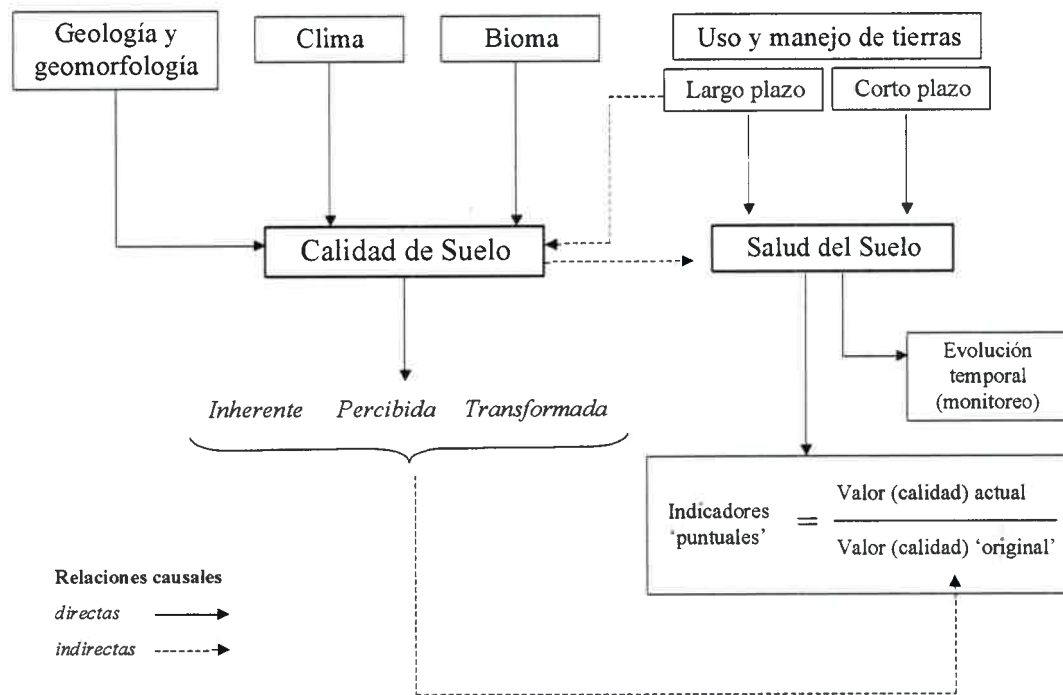 Geología y
geomorfología
Clima
Bioma
Uso y manejo de tierras
Largo plazo
Corto plazo
Calidad de Suelo
Salud del Suelo
Evolución
temporal
(monitoreo)
Inherente Percibida Transformada
Indicadores
'puntuales'
=
Valor (calidad) actual
Valor (calidad) 'original'
Relaciones causales
directas
indirectas